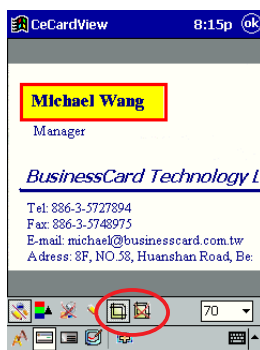 CeCardView 8:15p ok
Michael Wang
Manager
BusinessCard Technology L
Tel: 886-3-5727894
Fax: 886-3-5748975
E-mail: michael@businesscard.com.tw
Adress: 8F, NO.58, Huanshan Road, Be:
70